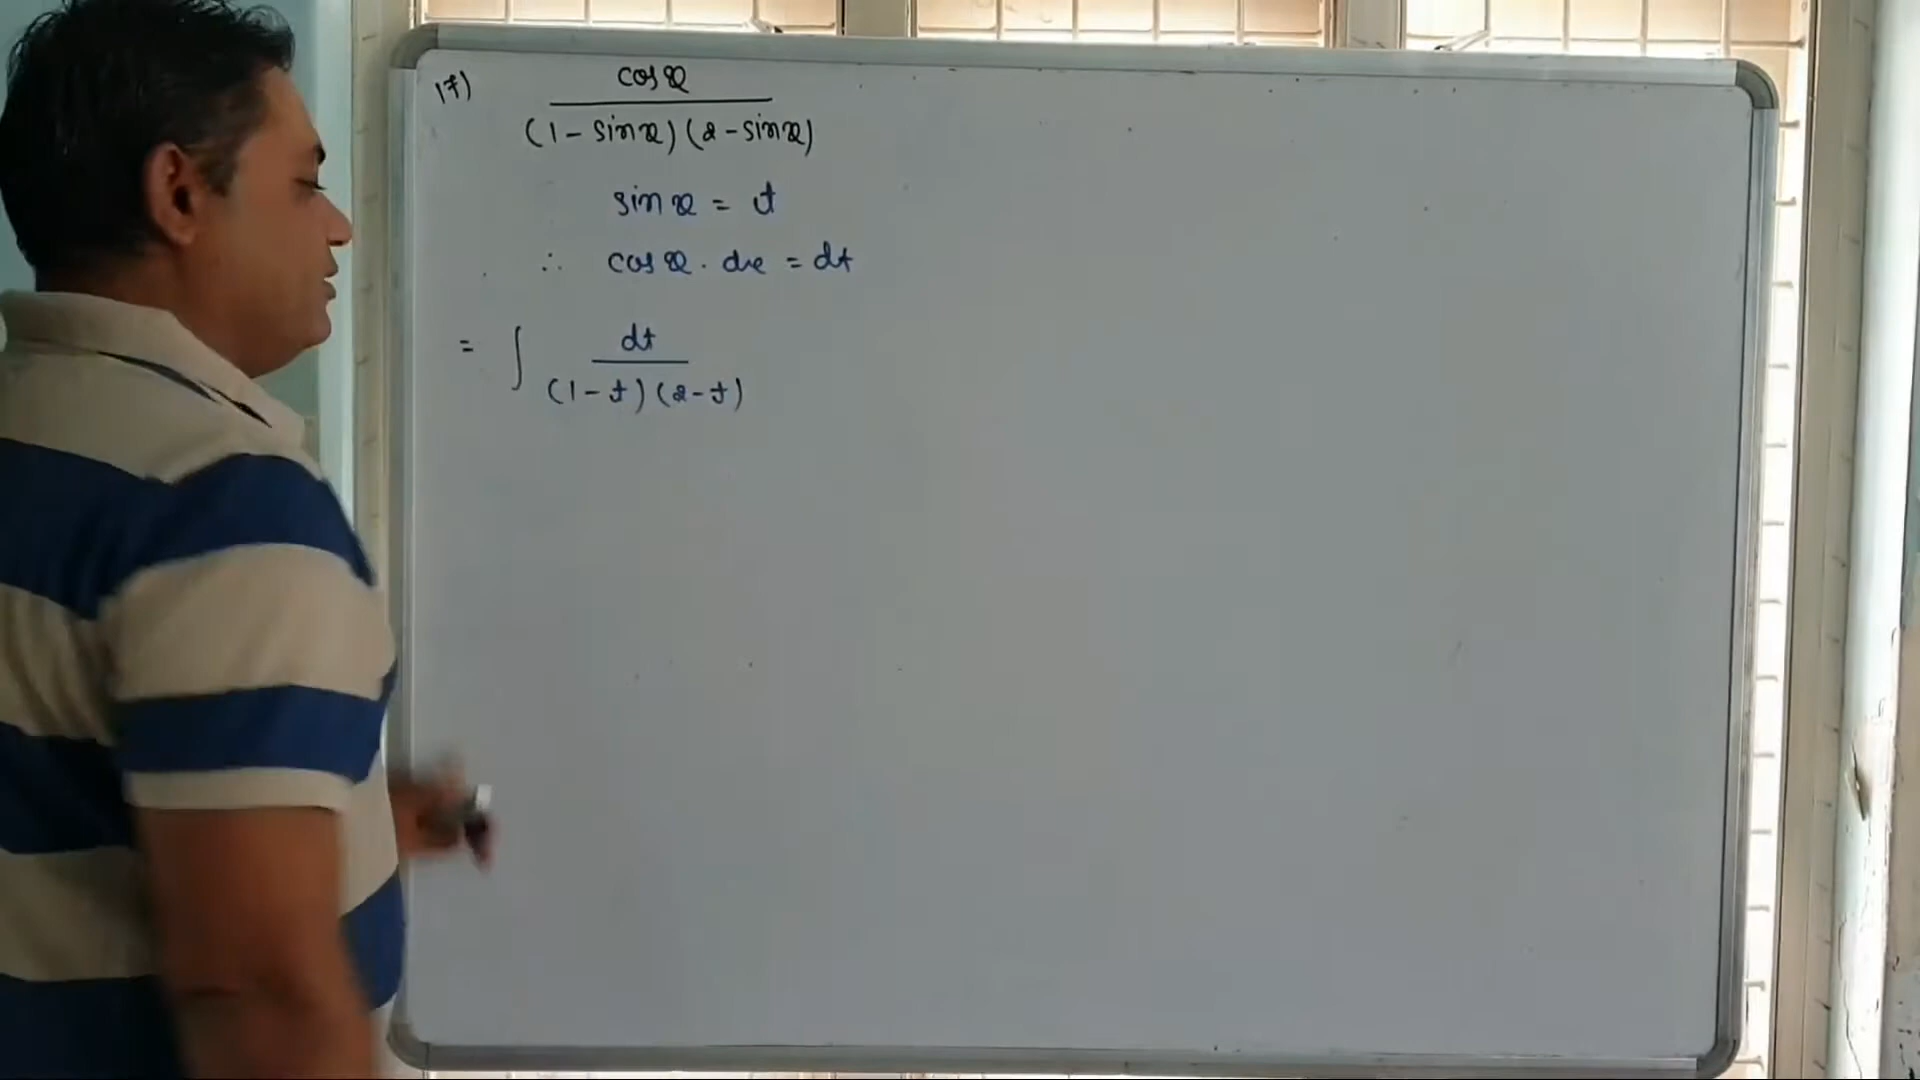 17) cos x
(1 - sin x) (2 - sin x)
sin x = t
∴ cos x . dx = dt
= ∫ dt
(1 - t) (2 - t)